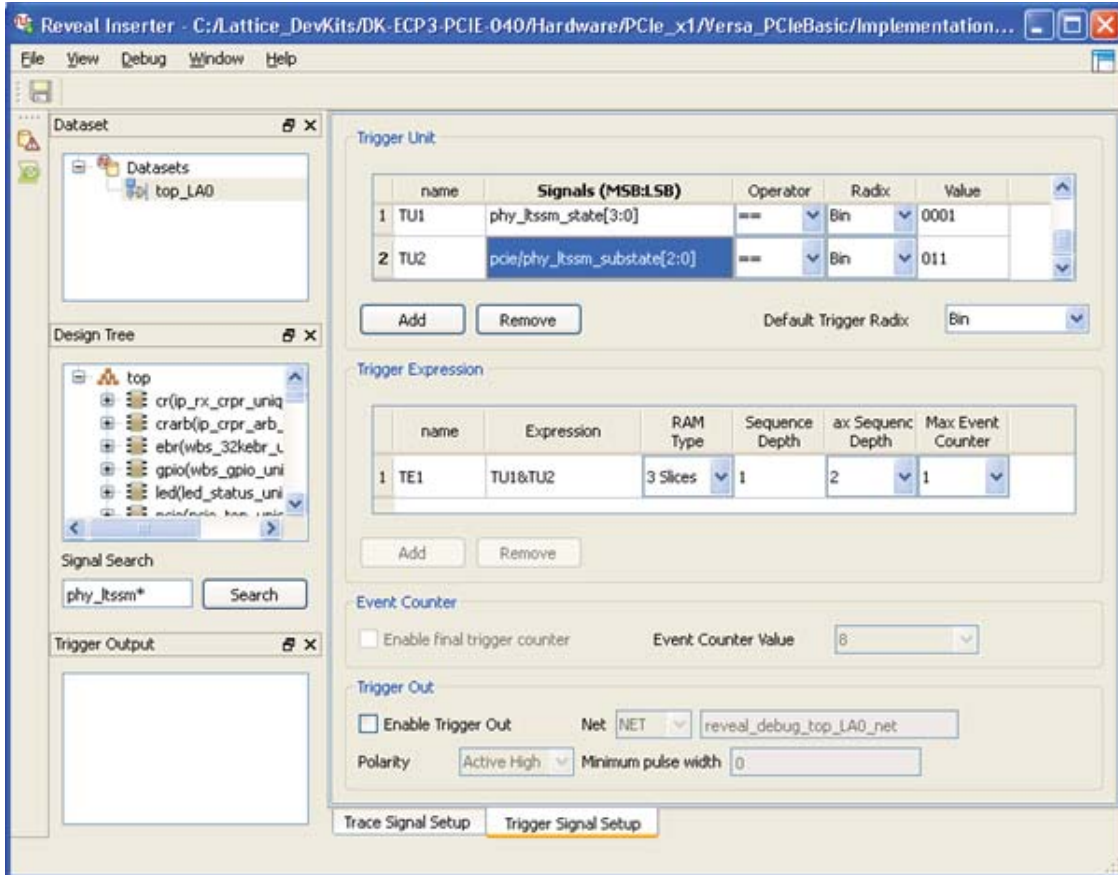 Reveal Inserter - C:/Lattice_DevKits/DK-ECP3-PCIE-040/Hardware/PCIe_x1/Versa_PCIeBasic/Implementation...
File View Debug Window Help
Dataset
Datasets
top_LA0
Design Tree
top
cr(ip_rx_crpr_uniq
crarb(ip_crpr_arb_
ebr(wbs_32kebr_u
gpio(wbs_gpio_uni
led(led_status_uni
pcie(pcie_top_uniq
Signal Search
phy_ltssm* Search
Trigger Output
Trigger Unit
name Signals (MSB:LSB) Operator Radix Value
1 TU1 phy_ltssm_state[3:0] == Bin 0001
2 TU2 pcie/phy_ltssm_substate[2:0] == Bin 011
Add Remove Default Trigger Radix Bin
Trigger Expression
name Expression RAM Type Sequence Depth ax Sequenc Depth Max Event Counter
1 TE1 TU1&TU2 3 Slices 1 2 1
Add Remove
Event Counter
Enable final trigger counter Event Counter Value 8
Trigger Out
Enable Trigger Out Net NET reveal_debug_top_LA0_net
Polarity Active High Minimum pulse width 0
Trace Signal Setup Trigger Signal Setup